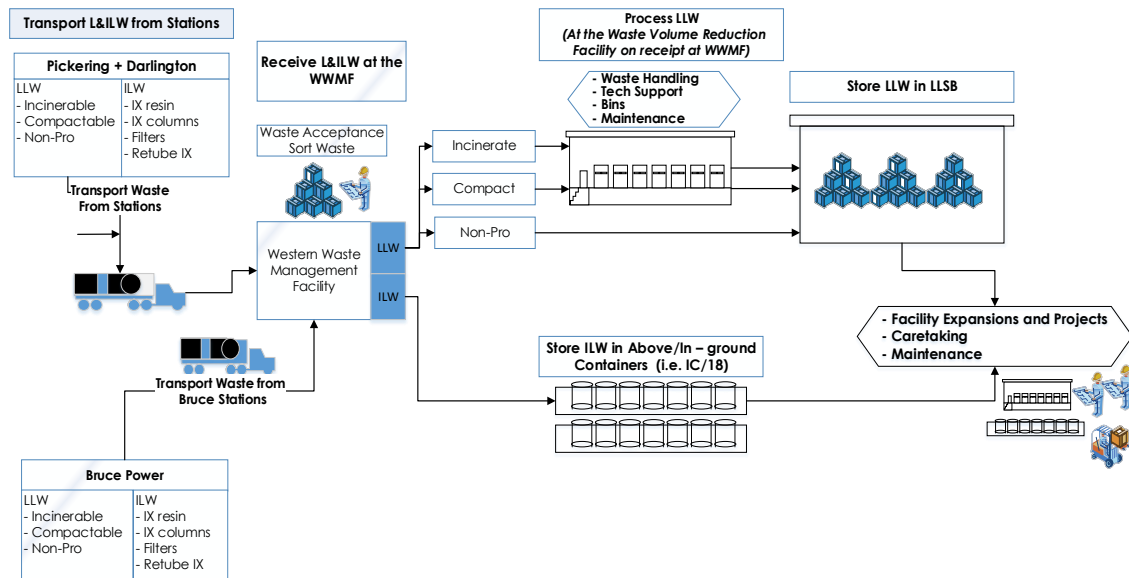 Transport L&ILW from Stations
Pickering + Darlington
LLW
- Incinerable
- Compactable
- Non-Pro
ILW
- IX resin
- IX columns
- Filters
- Retube IX
Transport Waste
From Stations
Receive L&ILW at the
WWMF
Waste Acceptance
Sort Waste
Western Waste
Management
Facility
LLW
ILW
Transport Waste from
Bruce Stations
Bruce Power
LLW
- Incinerable
- Compactable
- Non-Pro
ILW
- IX resin
- IX columns
- Filters
- Retube IX
Incinerate
Compact
Non-Pro
Process LLW
(At the Waste Volume Reduction
Facility on receipt at WWMF)
- Waste Handling
- Tech Support
- Bins
- Maintenance
Store LLW in LLSB
Store ILW in Above/In – ground
Containers (i.e. IC/18)
- Facility Expansions and Projects
- Caretaking
- Maintenance